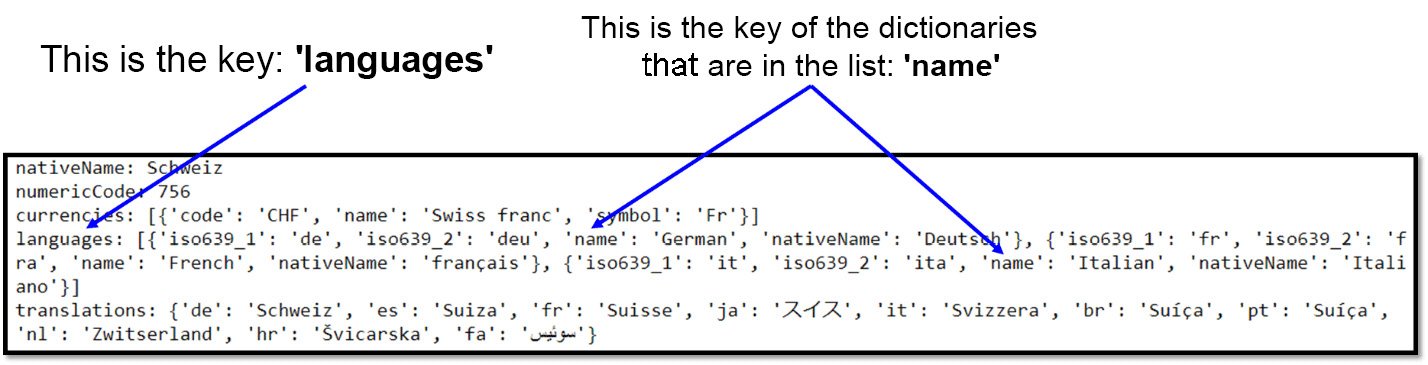 This is the key: 'languages'
This is the key of the dictionaries
that are in the list: 'name'
nativeName: Schweiz
numericCode: 756
currencies: [{'code': 'CHF', 'name': 'Swiss franc', 'symbol': 'Fr'}]
languages: [{'iso639_1': 'de', 'iso639_2': 'deu', 'name': 'German', 'nativeName': 'Deutsch'}, {'iso639_1': 'fr', 'iso639_2': 'f
ra', 'name': 'French', 'nativeName': 'français'}, {'iso639_1': 'it', 'iso639_2': 'ita', 'name': 'Italian', 'nativeName': 'Itali
ano'}]
translations: {'de': 'Schweiz', 'es': 'Suiza', 'fr': 'Suisse', 'ja': 'スイス', 'it': 'Svizzera', 'br': 'Suíça', 'pt': 'Suíça',
'nl': 'Zwitserland', 'hr': 'Švicarska', 'fa': 'سوئیس'}